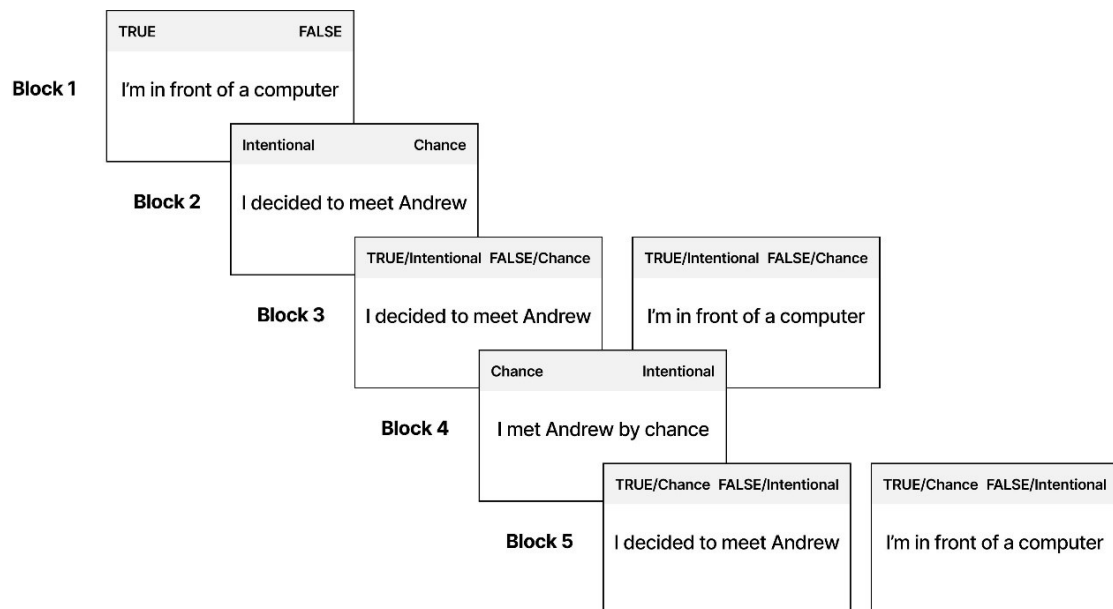 TRUE FALSE
Block 1
I'm in front of a computer
Intentional Chance
Block 2
I decided to meet Andrew
TRUE/Intentional FALSE/Chance
TRUE/Intentional FALSE/Chance
Block 3
I decided to meet Andrew
I'm in front of a computer
Chance Intentional
Block 4
I met Andrew by chance
TRUE/Chance FALSE/Intentional
TRUE/Chance FALSE/Intentional
Block 5
I decided to meet Andrew
I'm in front of a computer